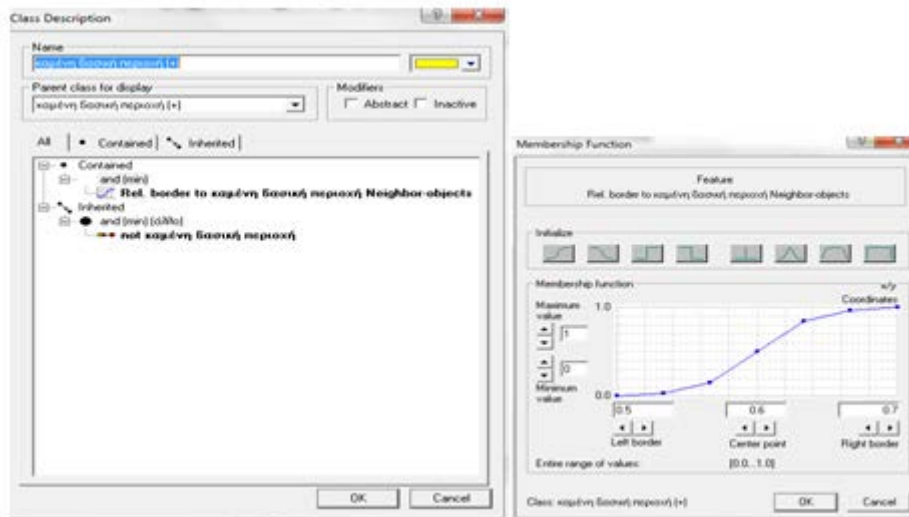 Class Description
Name
καμένη δασική περιοχή (+)
Parent class for display
καμένη δασική περιοχή (+)
Modifiers
Abstract
Inactive
All
Contained
Inherited
Contained
and (min)
Rel. border to καμένη δασική περιοχή Neighbor-objects
Inherited
and (min) (άλλο)
not καμένη δασική περιοχή
OK
Cancel
Membership Function
Feature
Rel. border to καμένη δασική περιοχή Neighbor-objects
Initialize
Membership function
x/y
Coordinates
Maximum
value
1.0
1
0
Minimum
value
0.0
0.5
0.6
0.7
Left border
Center point
Right border
Entire range of values:
[0.0...1.0]
Class: καμένη δασική περιοχή (+)
OK
Cancel